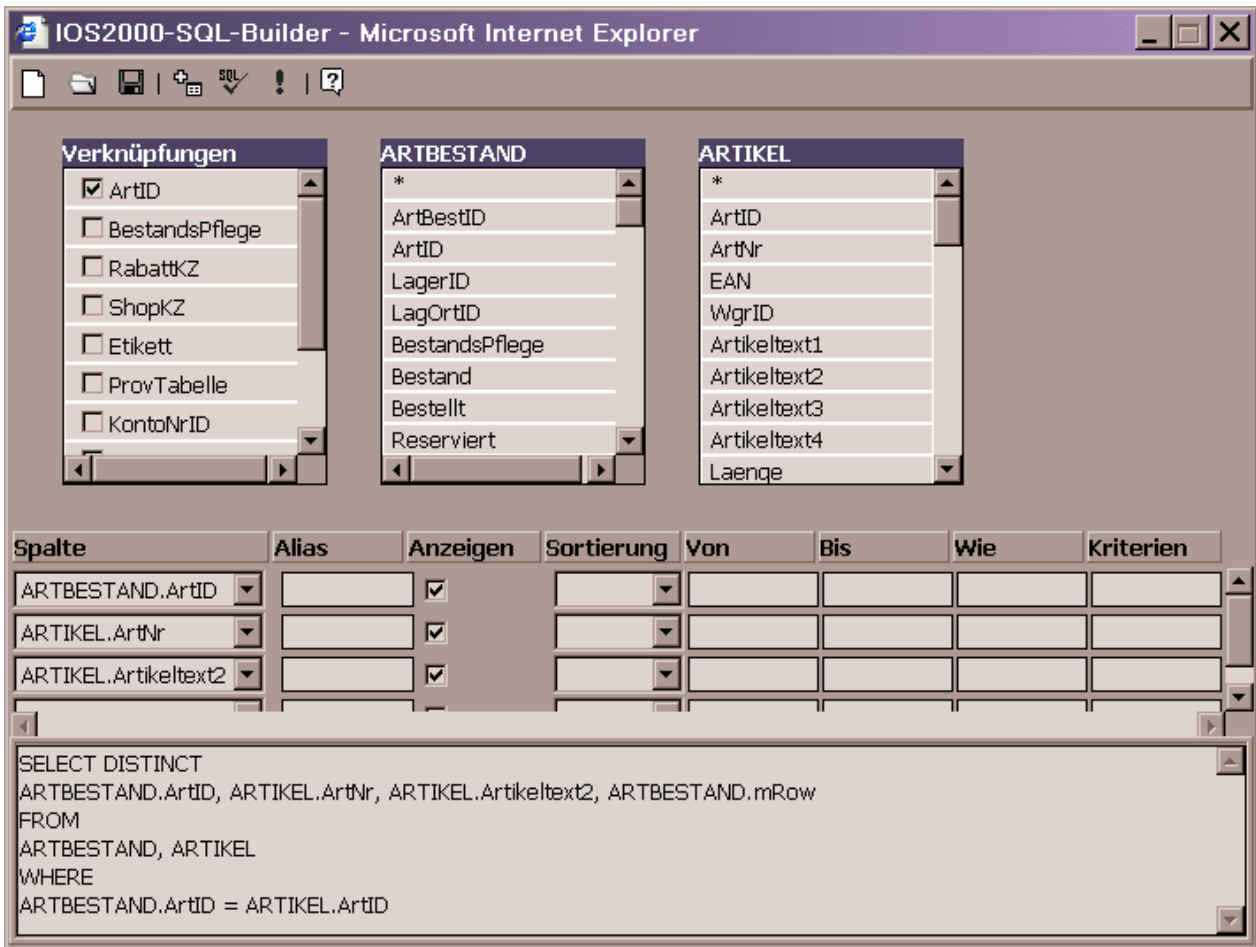 IOS2000-SQL-Builder - Microsoft Internet Explorer
SQL
Verknüpfungen
ArtID
BestandsPflege
RabattKZ
ShopKZ
Etikett
ProvTabelle
KontoNrID
ARTBESTAND
*
ArtBestID
ArtID
LagerID
LagOrtID
BestandsPflege
Bestand
Bestellt
Reserviert
ARTIKEL
*
ArtID
ArtNr
EAN
WgrID
Artikeltext1
Artikeltext2
Artikeltext3
Artikeltext4
Laenge
Spalte Alias Anzeigen Sortierung Von Bis Wie Kriterien
ARTBESTAND.ArtID
ARTIKEL.ArtNr
ARTIKEL.Artikeltext2
SELECT DISTINCT
ARTBESTAND.ArtID, ARTIKEL.ArtNr, ARTIKEL.Artikeltext2, ARTBESTAND.mRow
FROM
ARTBESTAND, ARTIKEL
WHERE
ARTBESTAND.ArtID = ARTIKEL.ArtID